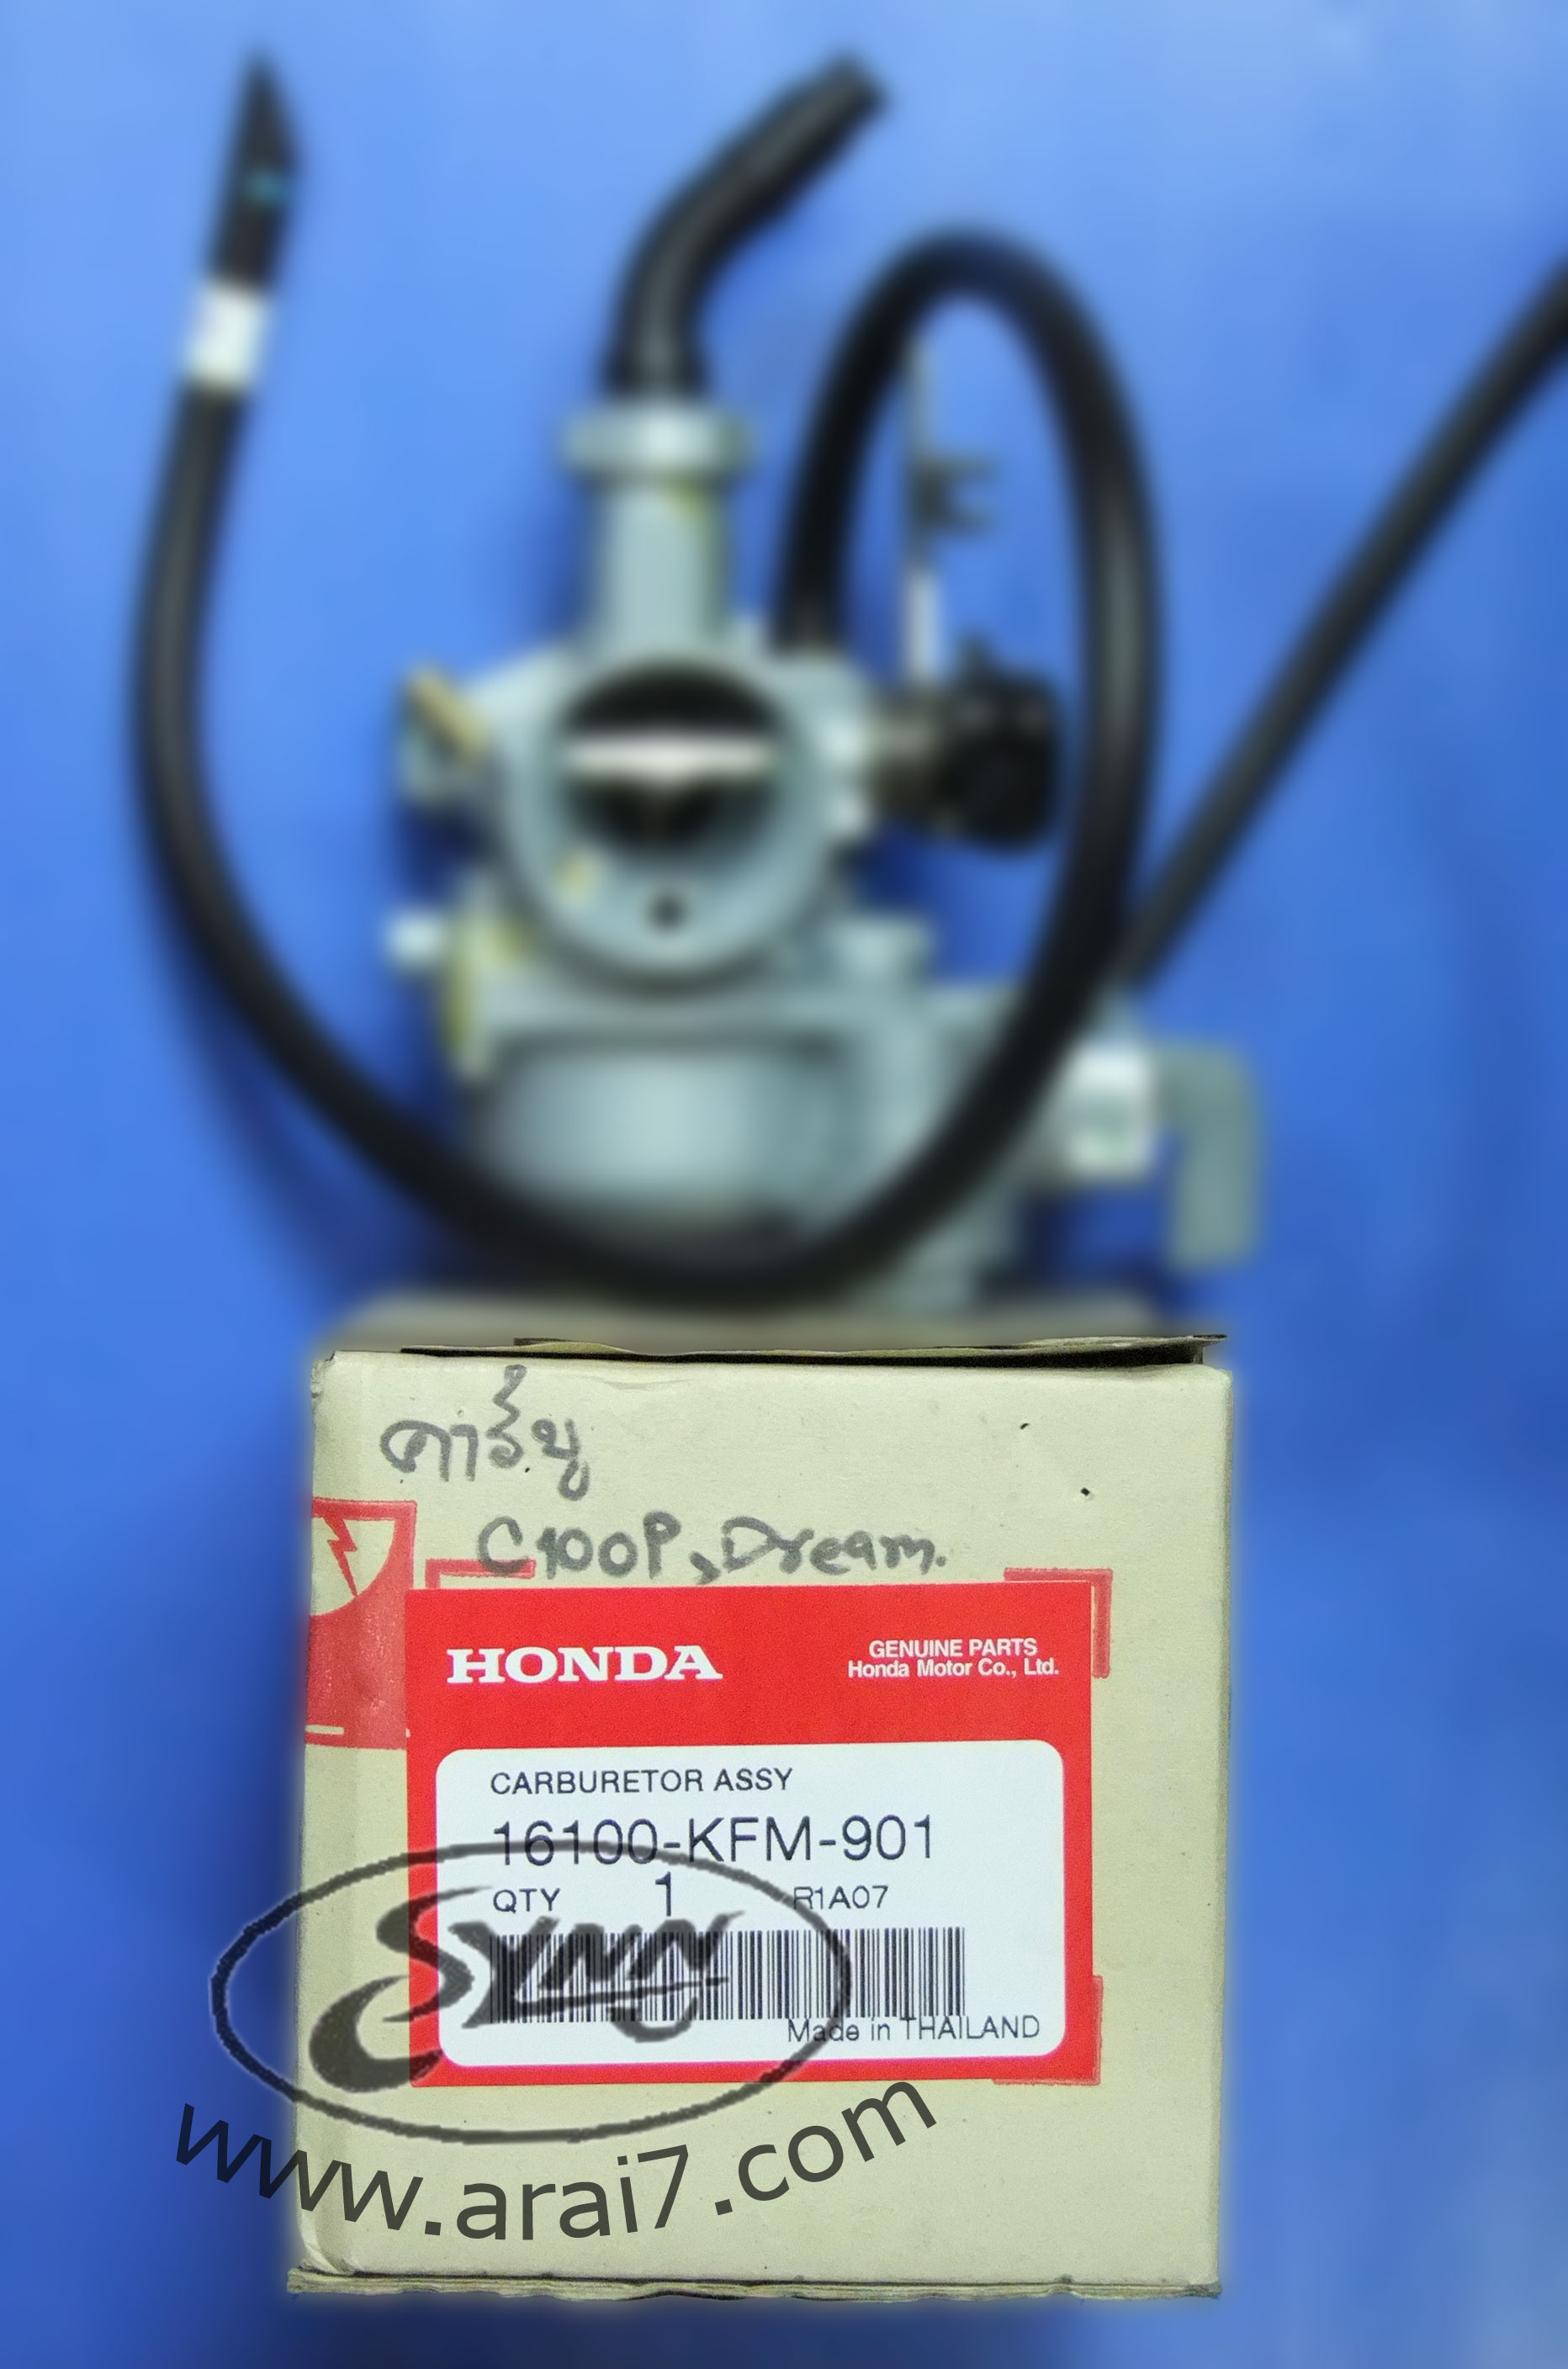 คาร์บู
C100P, Dream.
HONDA
GENUINE PARTS
Honda Motor Co., Ltd.
CARBURETOR ASSY
16100-KFM-901
QTY 1 R1A07
SYNN
Made in THAILAND
www.arai7.com